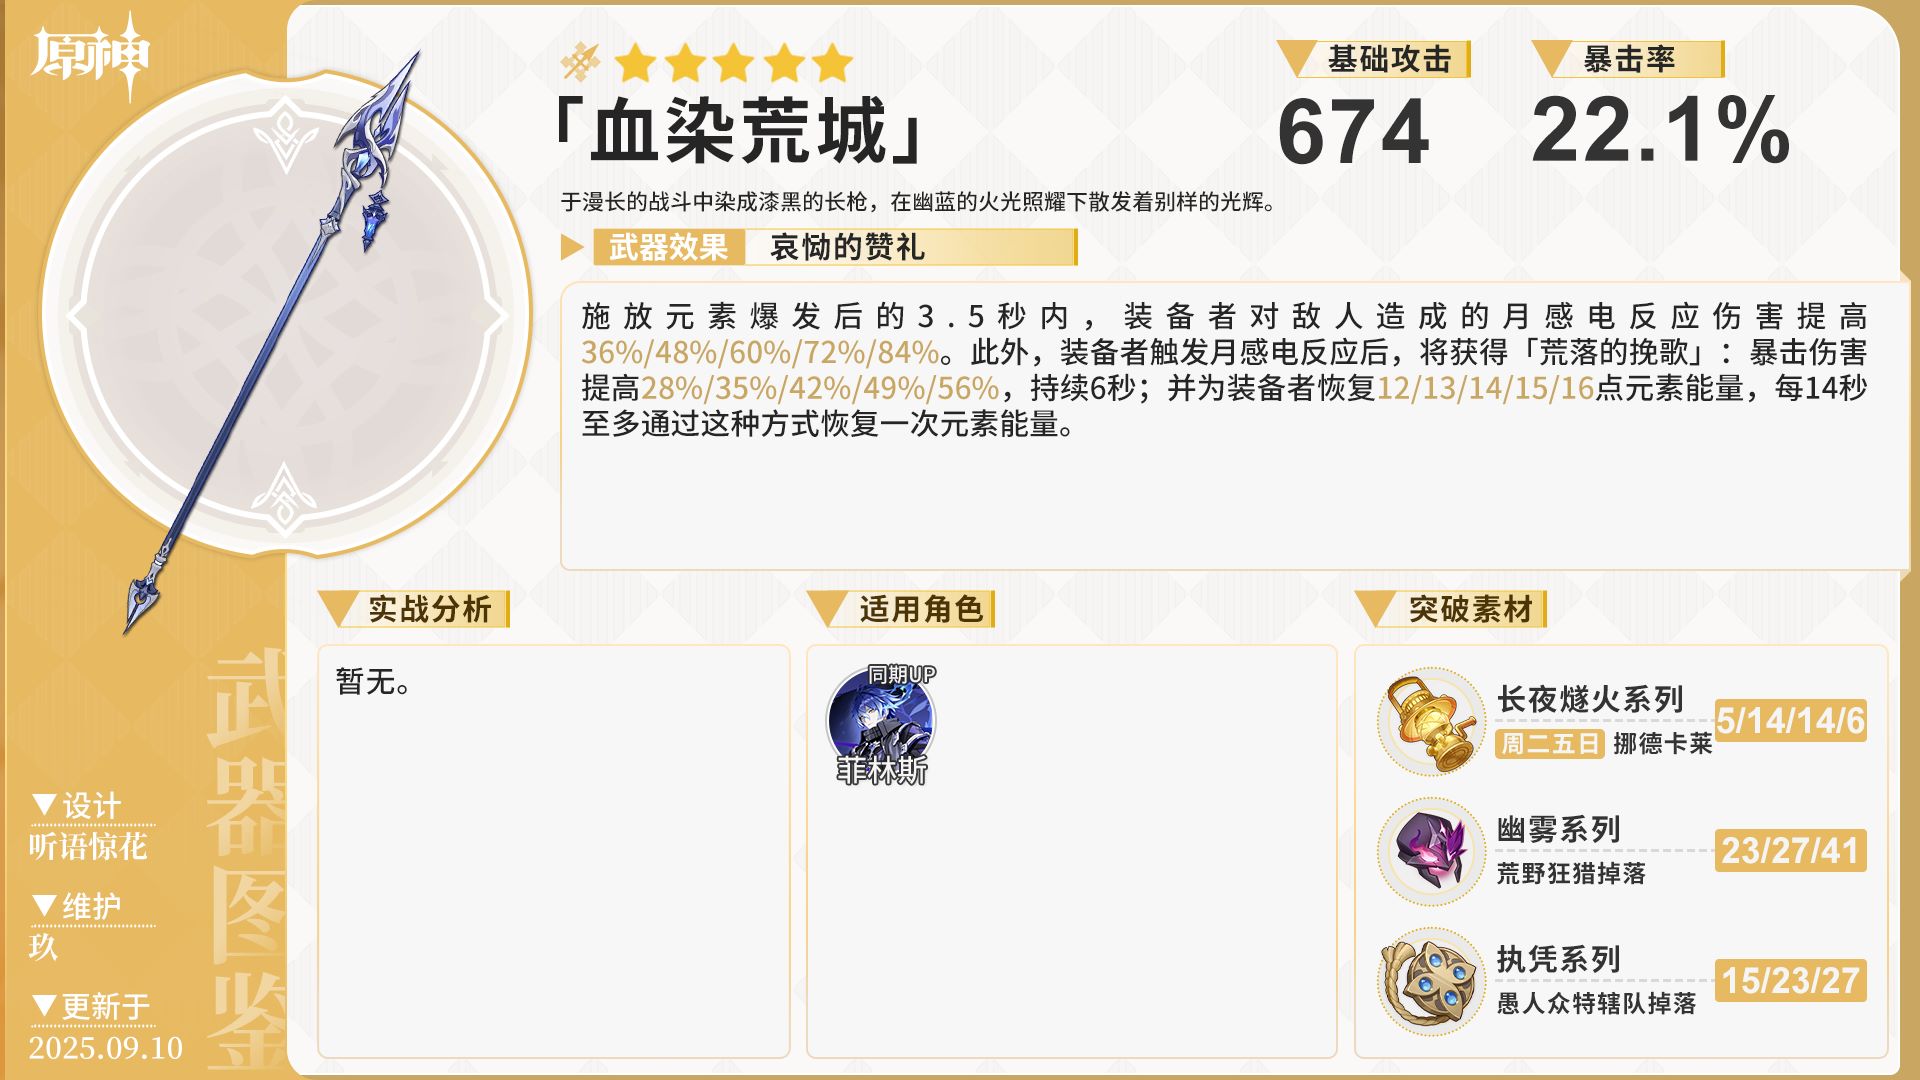 原神
「血染荒城」
基础攻击
674
暴击率
22.1%
于漫长的战斗中染成漆黑的长枪，在幽蓝的火光照耀下散发着别样的光辉。
武器效果 哀恸的赞礼
施放元素爆发后的3.5秒内，装备者对敌人造成的月感电反应伤害提高
36%/48%/60%/72%/84%。此外，装备者触发月感电反应后，将获得「荒落的挽歌」：暴击伤害
提高28%/35%/42%/49%/56%，持续6秒；并为装备者恢复12/13/14/15/16点元素能量，每14秒
至多通过这种方式恢复一次元素能量。
实战分析
暂无。
适用角色
同期UP
菲林斯
突破素材
长夜燧火系列
周二五日 挪德卡莱
5/14/14/6
幽雾系列
荒野狂猎掉落
23/27/41
执凭系列
愚人众特辖队掉落
15/23/27
武器图鉴
▼设计
听语惊花
▼维护
玖
▼更新于
2025.09.10